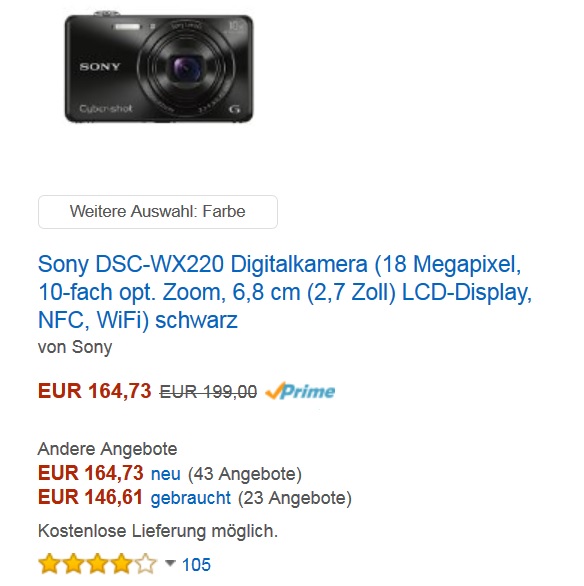 SONY
Cyber-shot
G
Weitere Auswahl: Farbe
Sony DSC-WX220 Digitalkamera (18 Megapixel,
10-fach opt. Zoom, 6,8 cm (2,7 Zoll) LCD-Display,
NFC, WiFi) schwarz
von Sony
EUR 164,73 EUR 199,00 Prime
Andere Angebote
EUR 164,73 neu (43 Angebote)
EUR 146,61 gebraucht (23 Angebote)
Kostenlose Lieferung möglich.
105